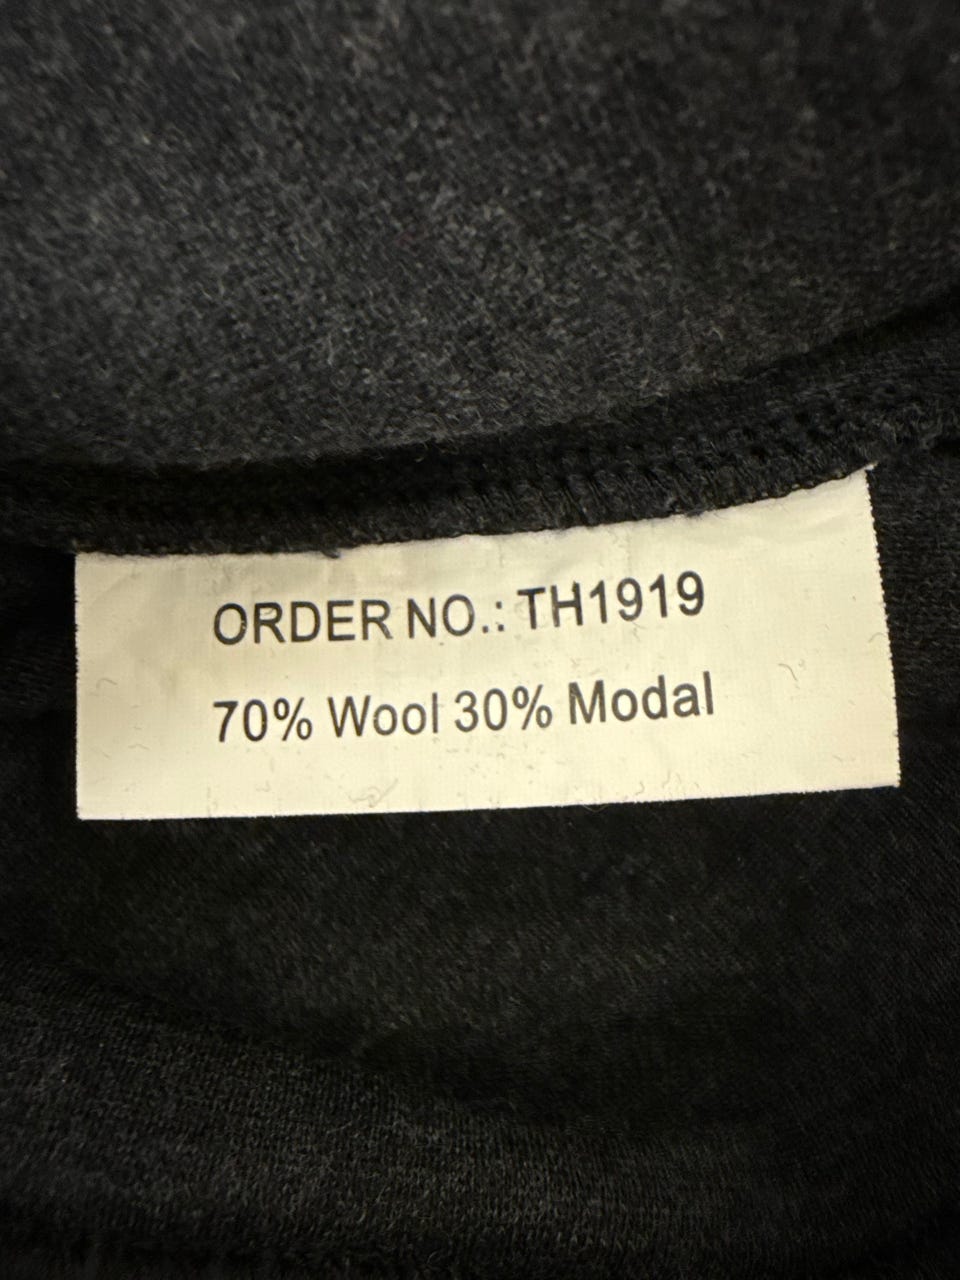 ORDER NO.: TH1919
70% Wool 30% Modal